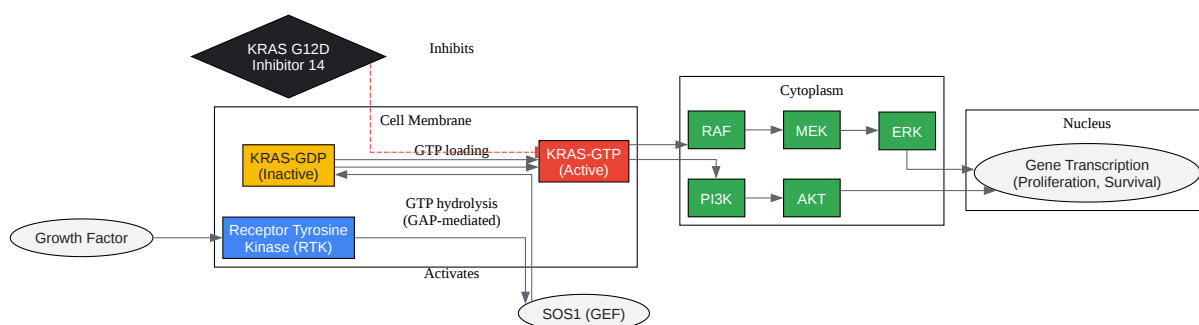 KRAS G12D
Inhibitor 14
Inhibits
Cell Membrane
KRAS-GDP
(Inactive)
GTP loading
KRAS-GTP
(Active)
GTP hydrolysis
(GAP-mediated)
Growth Factor
Receptor Tyrosine
Kinase (RTK)
Activates
SOS1 (GEF)
Cytoplasm
RAF
MEK
ERK
PI3K
AKT
Nucleus
Gene Transcription
(Proliferation, Survival)